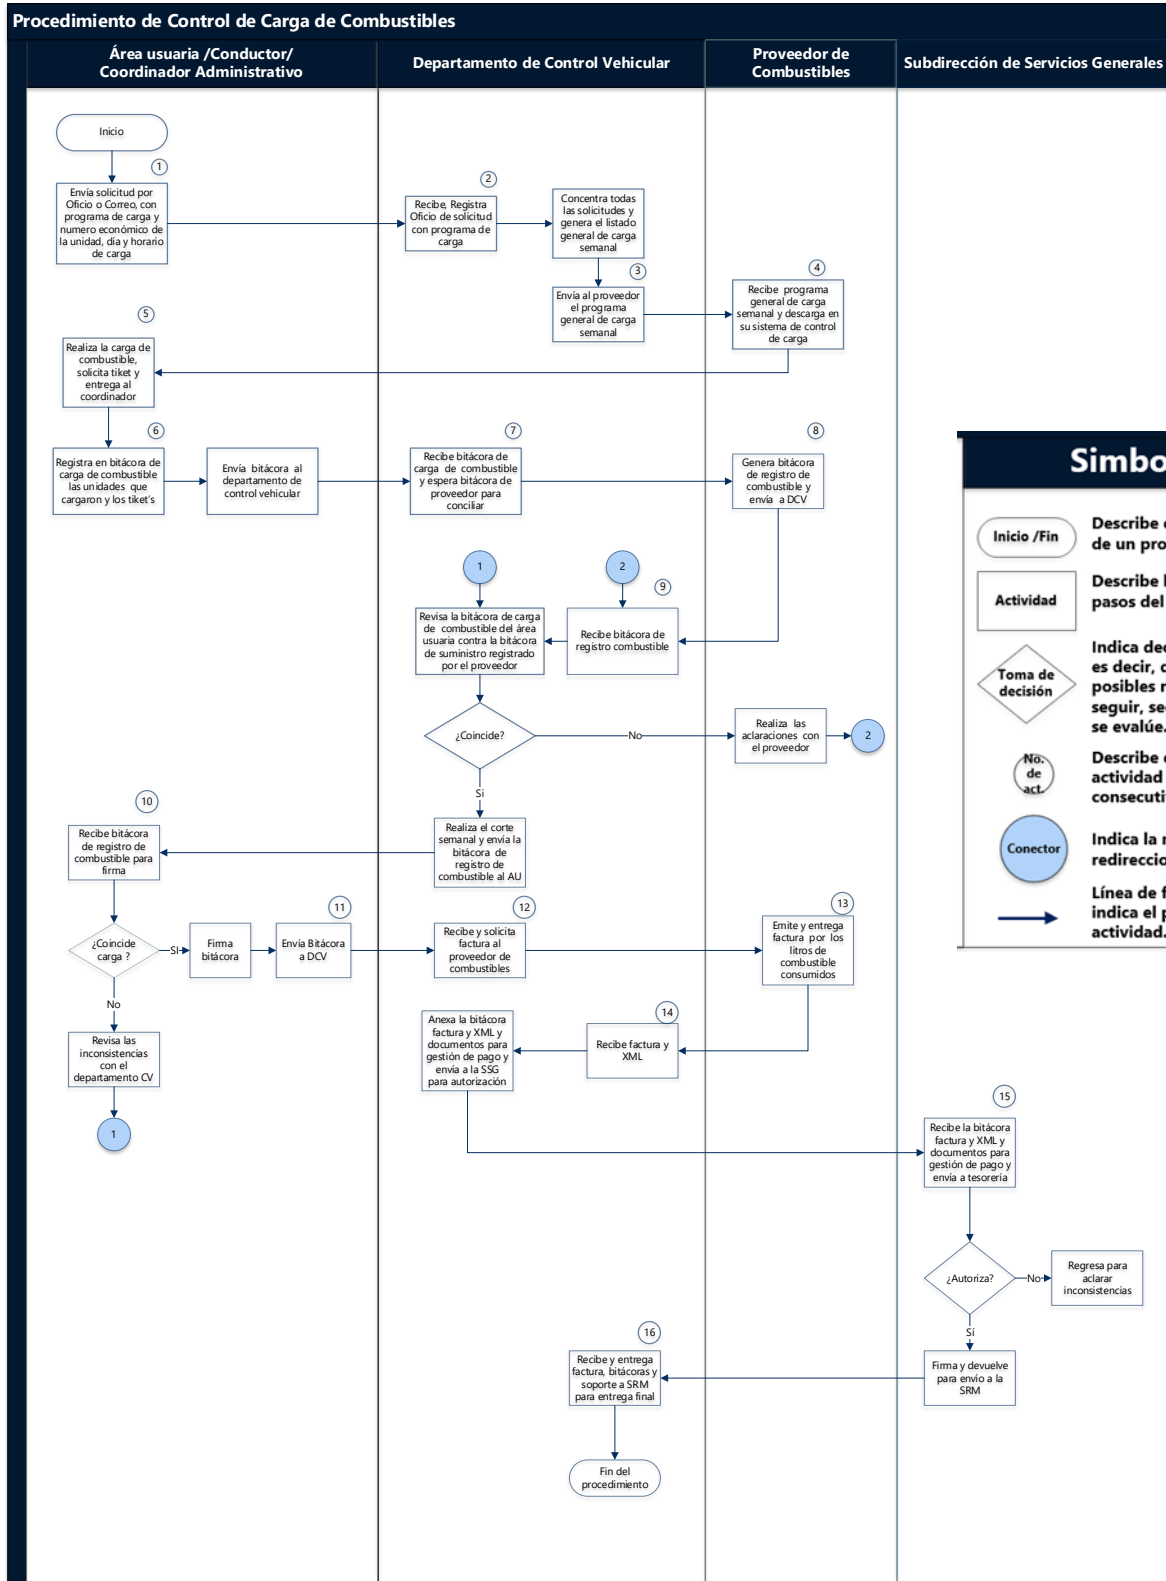 Procedimiento de Control de Carga de Combustibles
Área usuaria /Conductor/
Coordinador Administrativo
Departamento de Control Vehicular
Proveedor de
Combustibles
Subdirección de Servicios Generales
Inicio
1
Envía solicitud por
Oficio o Correo, con
programa de carga y
numero económico de
la unidad, día y horario
de carga
2
Recibe, Registra
Oficio de solicitud
con programa de
carga
Concentra todas
las solicitudes y
genera el listado
general de carga
semanal
3
Envía al proveedor
el programa
general de carga
semanal
4
Recibe programa
general de carga
semanal y descarga en
su sistema de control
de carga
5
Realiza la carga de
combustible,
solicita tiket y
entrega al
coordinador
6
Registra en bitácora de
carga de combustible
las unidades que
cargaron y los tiket's
Envía bitácora al
departamento de
control vehicular
7
Recibe bitácora de
carga de combustible
y espera bitácora de
proveedor para
conciliar
8
Genera bitácora
de registro de
combustible y
envía a DCV
1
2
9
Revisa la bitácora de carga
de combustible del área
usuaria contra la bitácora
de suministro registrado
por el proveedor
Recibe bitácora de
registro combustible
¿Coincide?
No
Realiza las
aclaraciones con
el proveedor
2
Si
Realiza el corte
semanal y envía la
bitácora de
registro de
combustible al AU
10
Recibe bitácora
de registro de
combustible para
firma
¿Coincide
carga ?
SI
Firma
bitácora
11
Envía Bitácora
a DCV
12
Recibe y solicita
factura al
proveedor de
combustibles
13
Emite y entrega
factura por los
litros de
combustible
consumidos
No
Revisa las
inconsistencias
con el
departamento CV
1
14
Recibe factura y
XML
Anexa la bitácora
factura y XML y
documentos para
gestión de pago y
envía a la SSG
para autorización
15
Recibe la bitácora
factura y XML y
documentos para
gestión de pago y
envía a tesorería
¿Autoriza?
No
Regresa para
aclarar
inconsistencias
Sí
Firma y devuelve
para envío a la
SRM
16
Recibe y entrega
factura, bitácoras y
soporte a SRM
para entrega final
Fin del
procedimiento
Simbo
Inicio /Fin
Describe
de un pro
Actividad
Describe
pasos del
Toma de
decisión
Indica dec
es decir,
posibles
seguir, se
se evalúe.
No.
de
act.
Describe
actividad
consecuti
Conector
Indica la
redireccio
Línea de
indica el
actividad.